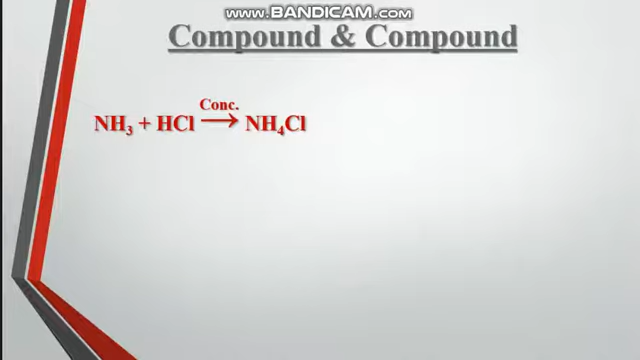 www.BANDICAM.com
Compound & Compound
Conc.
NH₃ + HCl ⟶ NH₄Cl